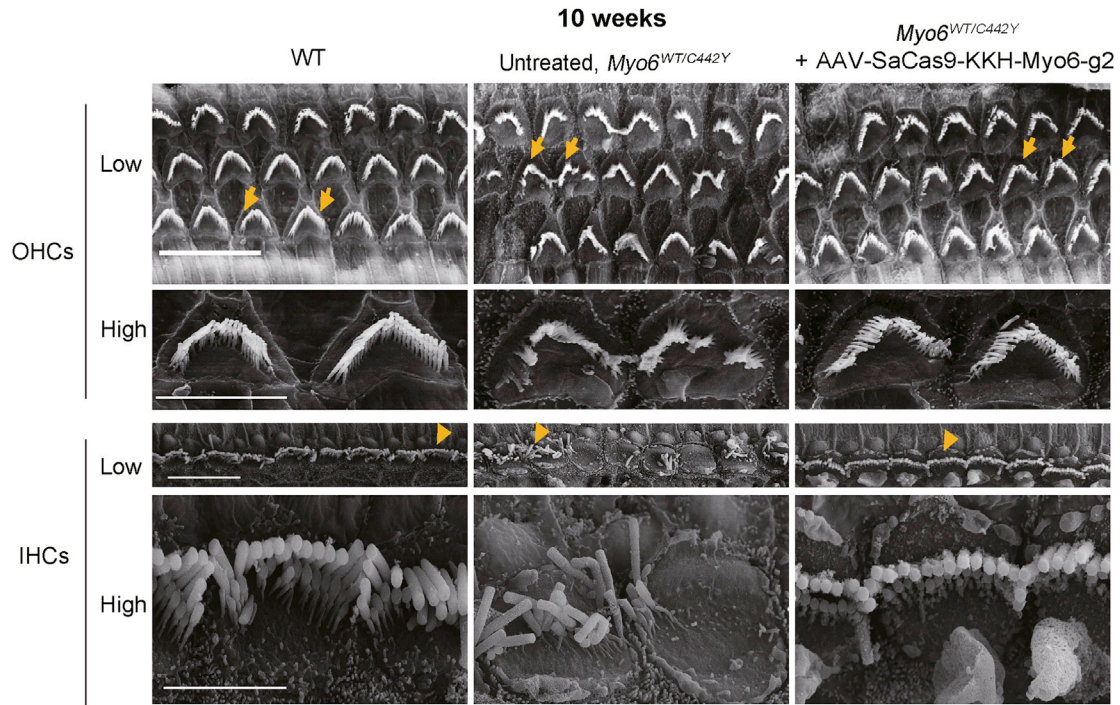 10 weeks
WT
Untreated, Myo6WT/C442Y
Myo6WT/C442Y
+ AAV-SaCas9-KKH-Myo6-g2
OHCs
Low
High
IHCs
Low
High